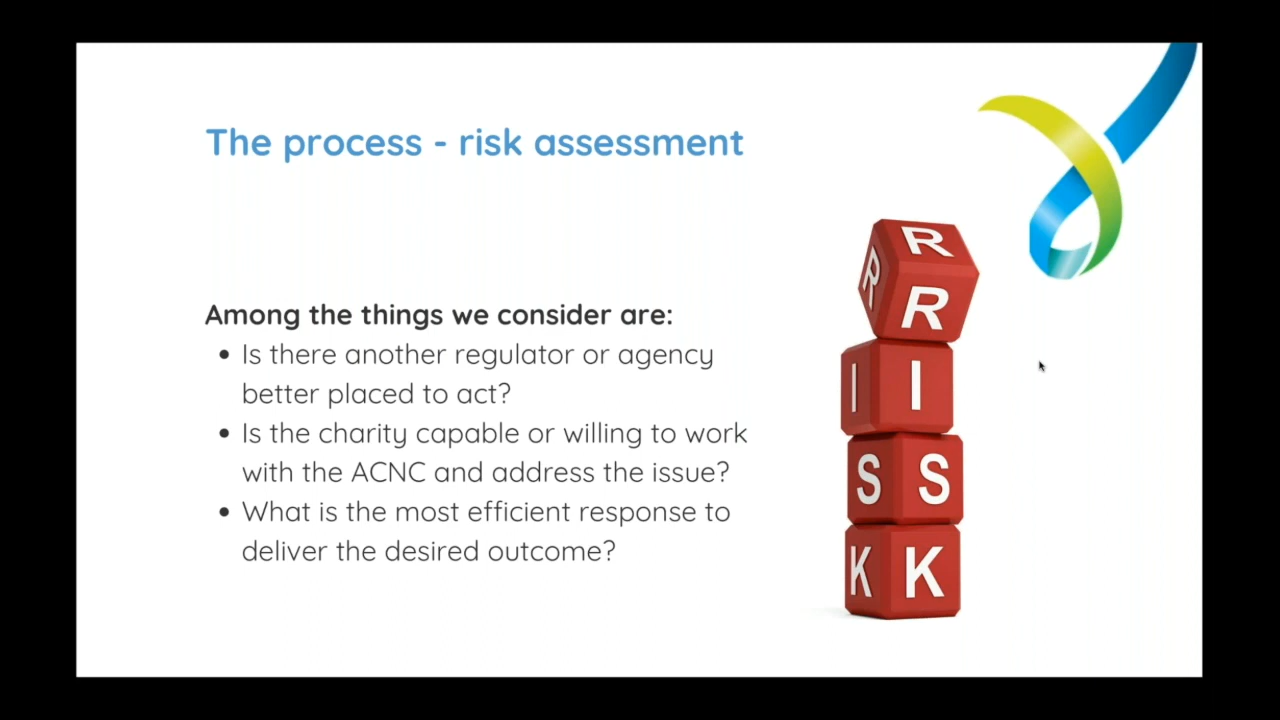 The process - risk assessment
Among the things we consider are:
• Is there another regulator or agency
better placed to act?
• Is the charity capable or willing to work
with the ACNC and address the issue?
• What is the most efficient response to
deliver the desired outcome?
R
R R
I I
S S
K K